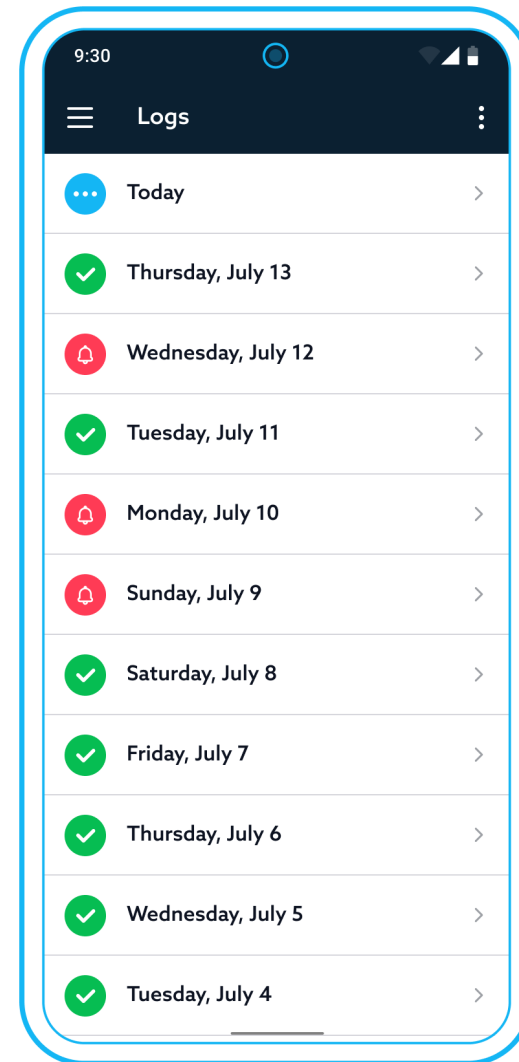 9:30
Logs
Today
Thursday, July 13
Wednesday, July 12
Tuesday, July 11
Monday, July 10
Sunday, July 9
Saturday, July 8
Friday, July 7
Thursday, July 6
Wednesday, July 5
Tuesday, July 4